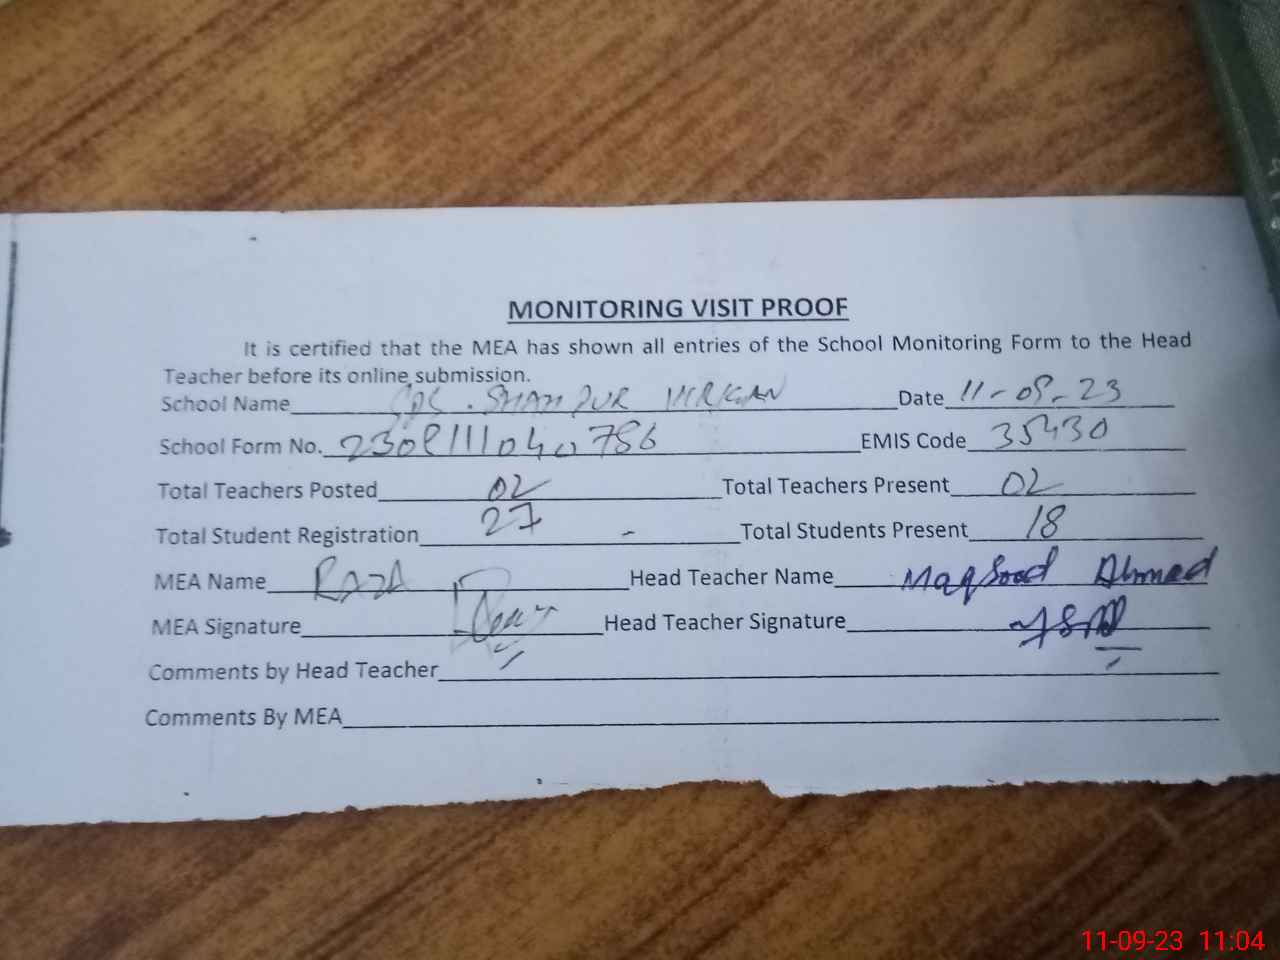 MONITORING VISIT PROOF
It is certified that the MEA has shown all entries of the School Monitoring Form to the Head
Teacher before its online submission.
School Name SHAHPUR VIRKAN Date 11-09-23
School Form No. EMIS Code 35430
Total Teachers Posted 02 Total Teachers Present 02
Total Student Registration 27 - Total Students Present 18
MEA Name RAZA Head Teacher Name Maqsood Ahmad
MEA Signature Head Teacher Signature
Comments by Head Teacher
Comments By MEA
11-09-23 11:04